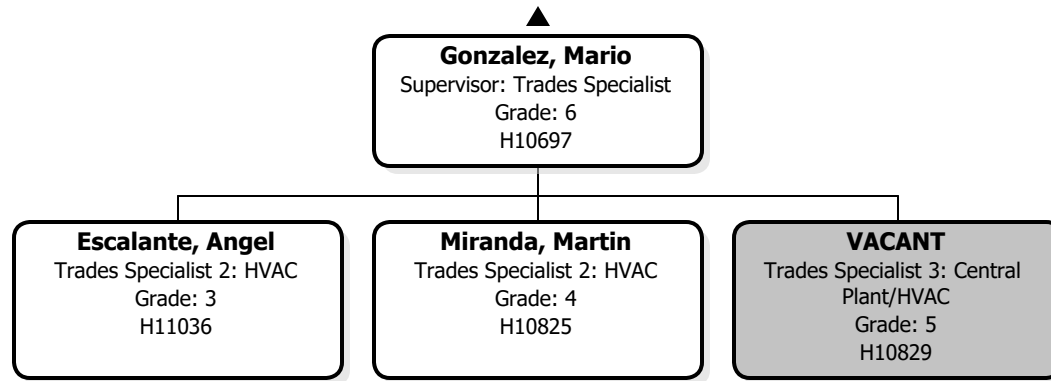 Gonzalez, Mario
Supervisor: Trades Specialist
Grade: 6
H10697
Escalante, Angel
Trades Specialist 2: HVAC
Grade: 3
H11036
Miranda, Martin
Trades Specialist 2: HVAC
Grade: 4
H10825
VACANT
Trades Specialist 3: Central
Plant/HVAC
Grade: 5
H10829